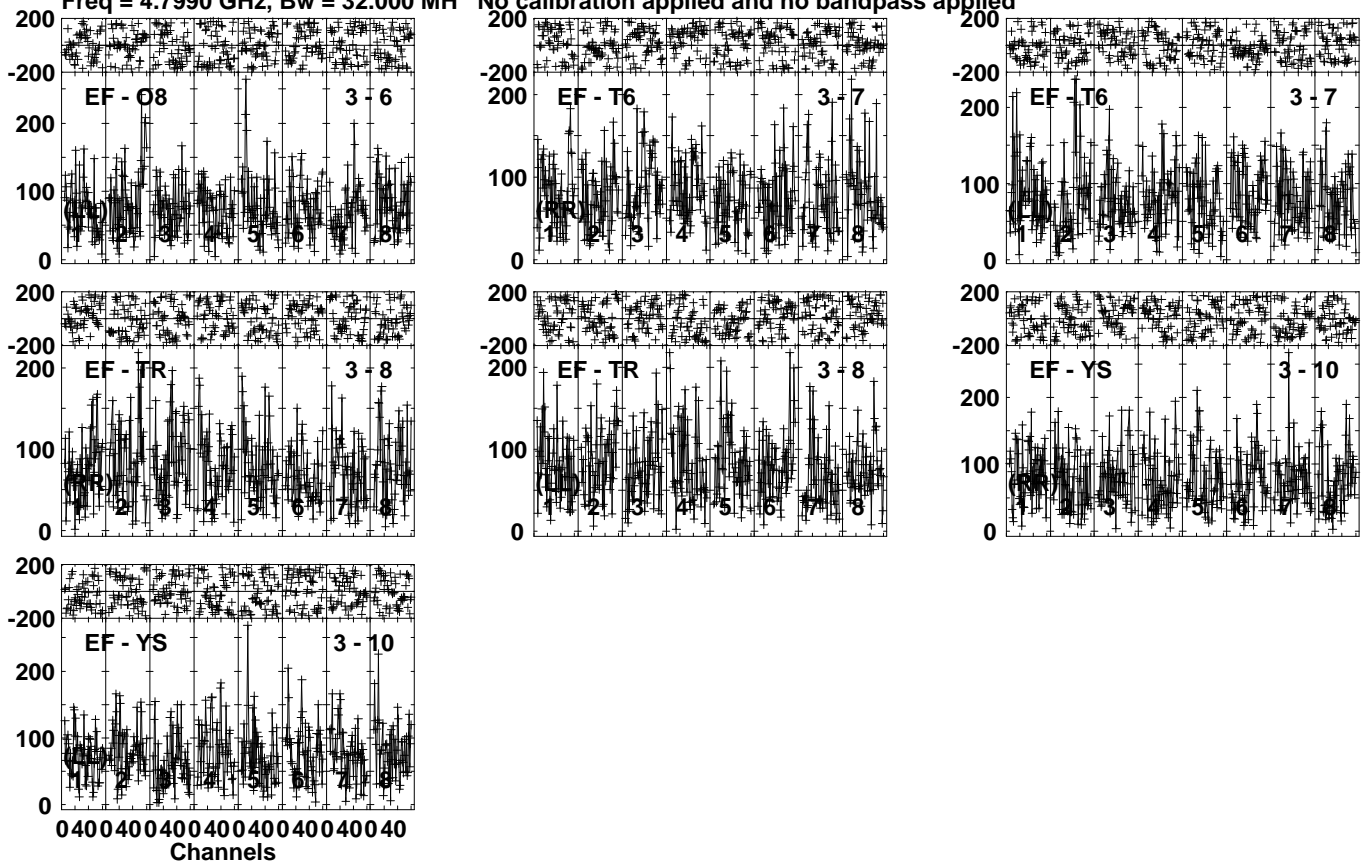 Freq = 4.7990 GHz, Bw = 32.000 MH No calibration applied and no bandpass applied
200 200 200
-200 -200 -200
EF - O8 3 - 6 EF - T6 3 - 7 EF - T6 3 - 7
200 200 200
100 100 100
(LL) (RR) (LL)
1 2 3 4 5 6 7 8 1 2 3 4 5 6 7 8 1 2 3 4 5 6 7 8
0 0 0
200 200 200
-200 -200 -200
EF - TR 3 - 8 EF - TR 3 - 8 EF - YS 3 - 10
200 200 200
100 100 100
(RR) (LL) (RR)
1 2 3 4 5 6 7 8 1 2 3 4 5 6 7 8 1 2 3 4 5 6 7 8
0 0 0
200
-200
EF - YS 3 - 10
200
100
(LL)
1 2 3 4 5 6 7 8
0
0 40 0 40 0 40 0 40 0 40 0 40 0 40 0 40
Channels